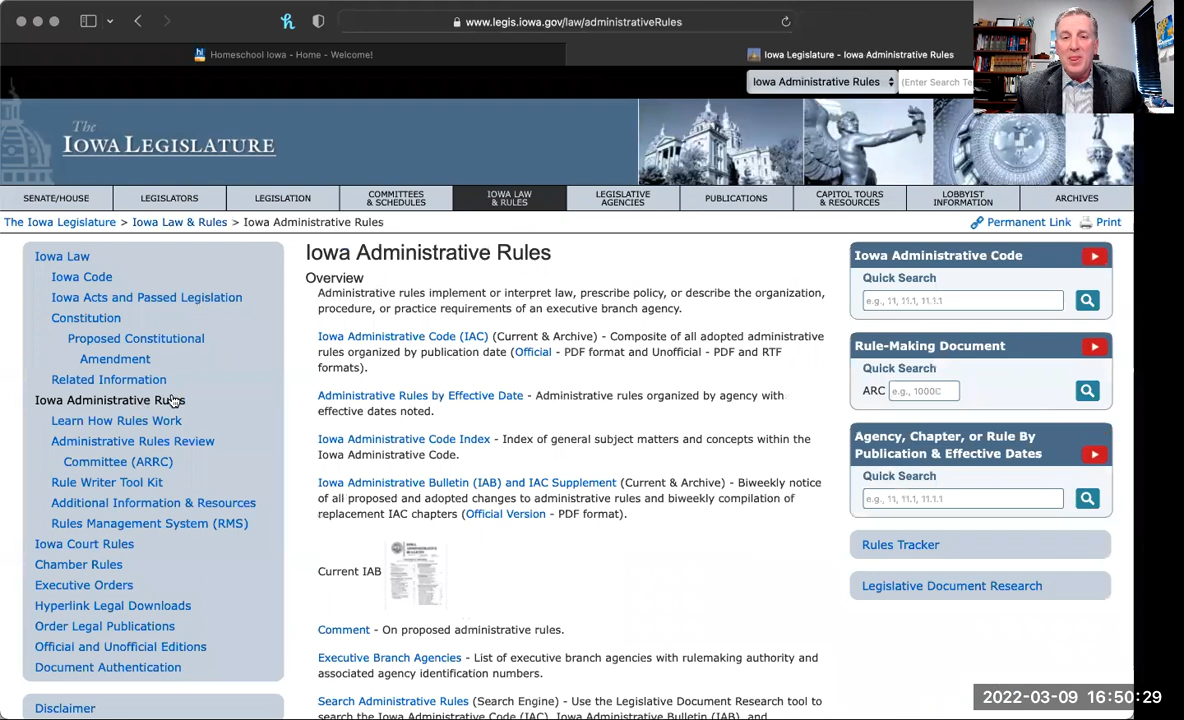 www.legis.iowa.gov/law/administrativeRules
Homeschool Iowa - Home - Welcome!
Iowa Legislature - Iowa Administrative Rules
Iowa Administrative Rules
(Enter Search Te
The
IOWA LEGISLATURE
SENATE/HOUSE
LEGISLATORS
LEGISLATION
COMMITTEES
& SCHEDULES
IOWA LAW
& RULES
LEGISLATIVE
AGENCIES
PUBLICATIONS
CAPITOL TOURS
& RESOURCES
LOBBYIST
INFORMATION
ARCHIVES
The Iowa Legislature > Iowa Law & Rules > Iowa Administrative Rules
Permanent Link
Print
Iowa Law
Iowa Code
Iowa Acts and Passed Legislation
Constitution
Proposed Constitutional
Amendment
Related Information
Iowa Administrative Rules
Learn How Rules Work
Administrative Rules Review
Committee (ARRC)
Rule Writer Tool Kit
Additional Information & Resources
Rules Management System (RMS)
Iowa Court Rules
Chamber Rules
Executive Orders
Hyperlink Legal Downloads
Order Legal Publications
Official and Unofficial Editions
Document Authentication
Disclaimer
Iowa Administrative Rules
Overview
Administrative rules implement or interpret law, prescribe policy, or describe the organization,
procedure, or practice requirements of an executive branch agency.
Iowa Administrative Code (IAC) (Current & Archive) - Composite of all adopted administrative
rules organized by publication date (Official - PDF format and Unofficial - PDF and RTF
formats).
Administrative Rules by Effective Date - Administrative rules organized by agency with
effective dates noted.
Iowa Administrative Code Index - Index of general subject matters and concepts within the
Iowa Administrative Code.
Iowa Administrative Bulletin (IAB) and IAC Supplement (Current & Archive) - Biweekly notice
of all proposed and adopted changes to administrative rules and biweekly compilation of
replacement IAC chapters (Official Version - PDF format).
Current IAB
Comment - On proposed administrative rules.
Executive Branch Agencies - List of executive branch agencies with rulemaking authority and
associated agency identification numbers.
Search Administrative Rules (Search Engine) - Use the Legislative Document Research tool to
search the Iowa Administrative Code (IAC), Iowa Administrative Bulletin (IAB), and
Iowa Administrative Code
Quick Search
e.g., 11, 11.1, 11.1.1
Rule-Making Document
Quick Search
ARC e.g., 1000C
Agency, Chapter, or Rule By
Publication & Effective Dates
Quick Search
e.g., 11, 11.1, 11.1.1
Rules Tracker
Legislative Document Research
2022-03-09 16:50:29